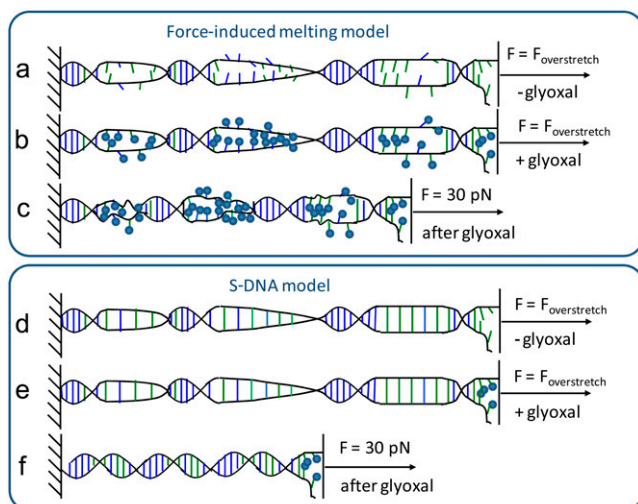 Force-induced melting model
a
F = Foverstretch
-glyoxal
b
F = Foverstretch
+ glyoxal
c
F = 30 pN
after glyoxal
S-DNA model
d
F = Foverstretch
-glyoxal
e
F = Foverstretch
+ glyoxal
f
F = 30 pN
after glyoxal